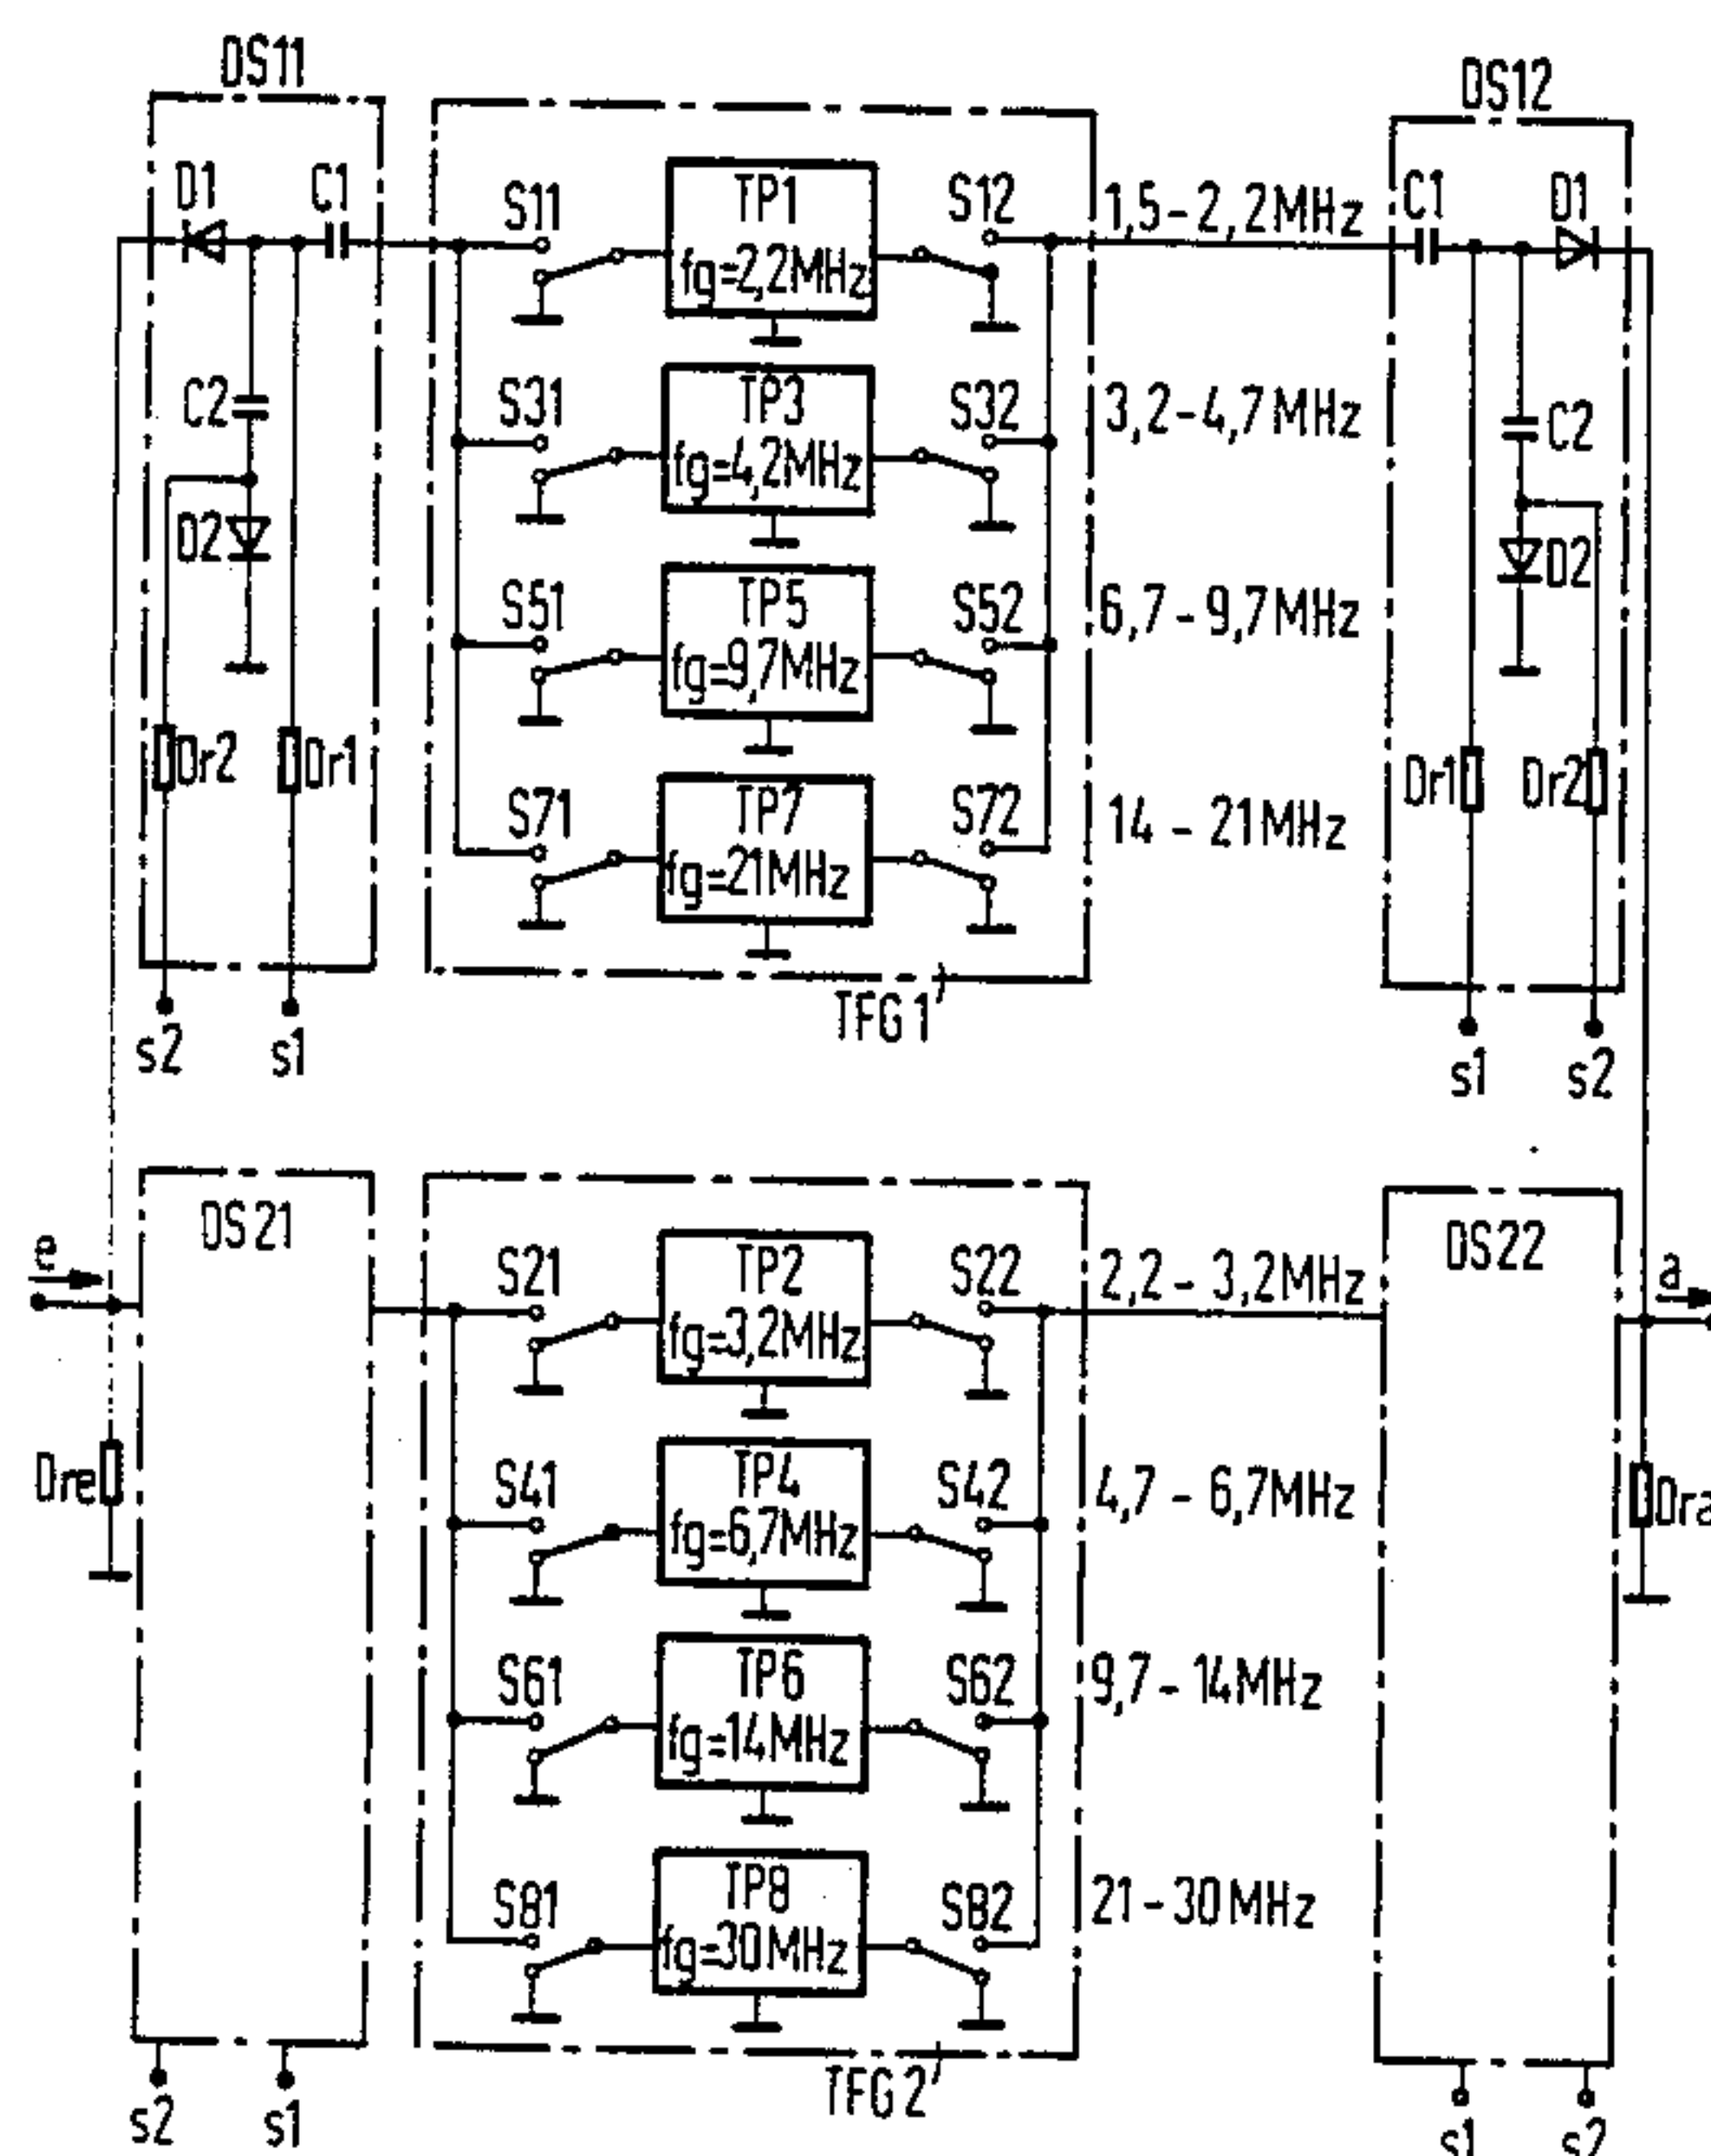 DS11
DS12
D1
C1
S11
TP1
fg=2,2MHz
S12
1,5-2,2MHz
C1
D1
C2
S31
TP3
fg=4,2MHz
S32
3,2-4,7MHz
C2
D2
S51
TP5
fg=9,7MHz
S52
6,7-9,7MHz
D2
Dr2
Dr1
S71
TP7
fg=21MHz
S72
14-21MHz
Dr1
Dr2
s2
s1
TFG1'
s1
s2
e
DS21
S21
TP2
fg=3,2MHz
S22
2,2-3,2MHz
DS22
a
Dre
S41
TP4
fg=6,7MHz
S42
4,7-6,7MHz
Dra
S61
TP6
fg=14MHz
S62
9,7-14MHz
S81
TP8
fg=30MHz
S82
21-30MHz
s2
s1
TFG2'
s1
s2